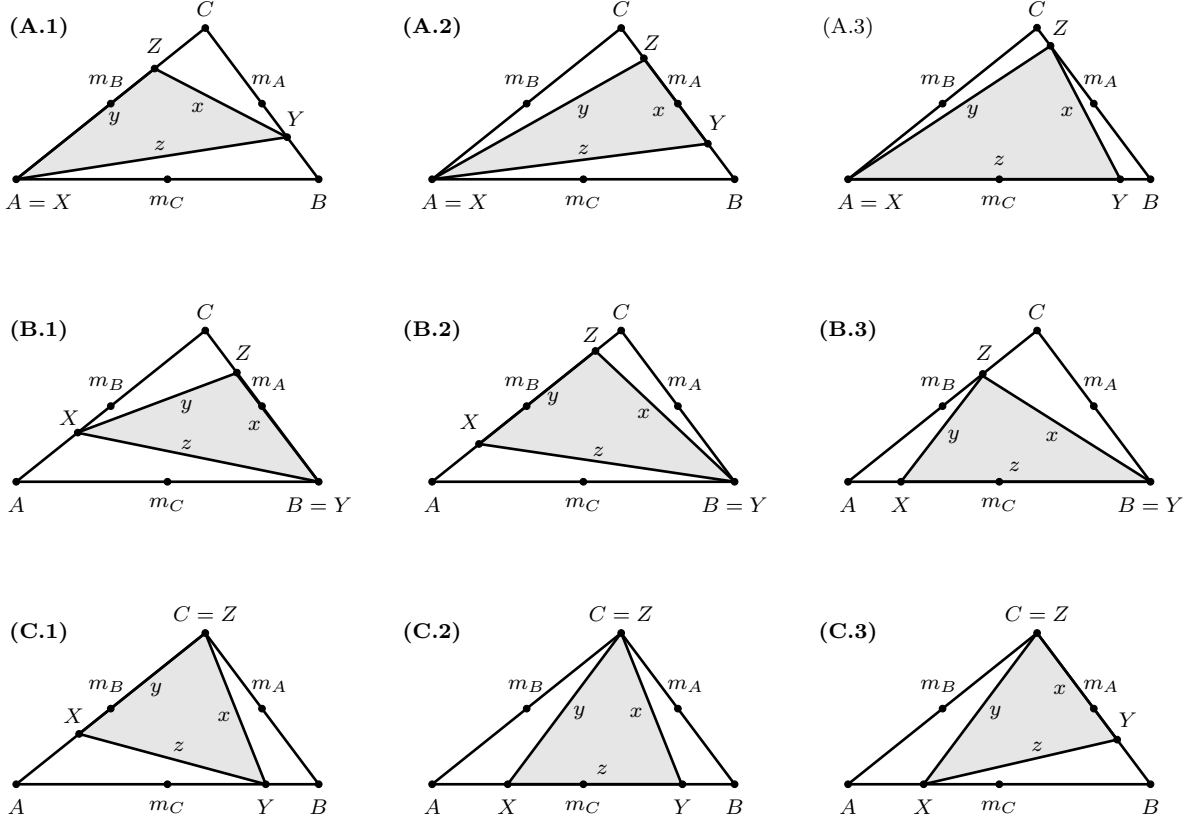 (A.1)
C
Z
m_B
m_A
y
x
Y
z
A = X
m_C
B
(A.2)
C
Z
m_B
m_A
y
x
Y
z
A = X
m_C
B
(A.3)
C
Z
m_B
m_A
y
x
z
A = X
m_C
Y
B
(B.1)
C
Z
m_B
m_A
y
x
X
z
A
m_C
B = Y
(B.2)
C
Z
m_B
m_A
y
x
X
z
A
m_C
B = Y
(B.3)
C
Z
m_B
m_A
y
x
z
A
X
m_C
B = Y
(C.1)
C = Z
m_B
m_A
y
x
X
z
A
m_C
Y
B
(C.2)
C = Z
m_B
m_A
y
x
z
A
X
m_C
Y
B
(C.3)
C = Z
m_B
m_A
x
y
Y
z
A
X
m_C
B